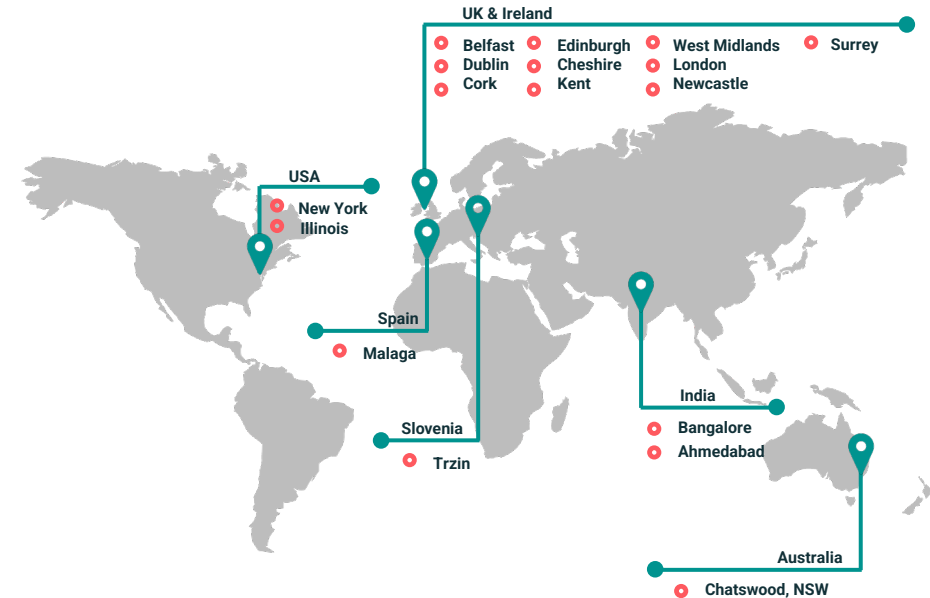 UK & Ireland
Belfast
Edinburgh
West Midlands
Surrey
Dublin
Cheshire
London
Cork
Kent
Newcastle
USA
New York
Illinois
Spain
Malaga
Slovenia
Trzin
India
Bangalore
Ahmedabad
Australia
Chatswood, NSW